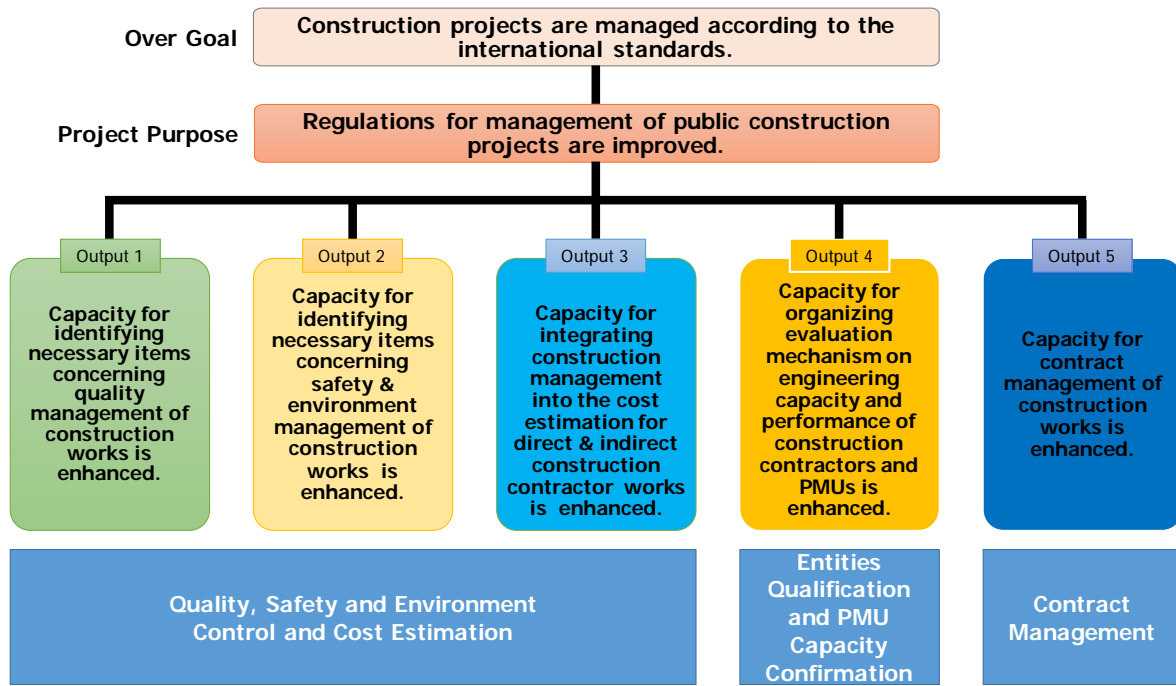 Over Goal
Construction projects are managed according to the
international standards.
Project Purpose
Regulations for management of public construction
projects are improved.
Output 1
Capacity for
identifying
necessary items
concerning
quality
management of
construction
works is
enhanced.
Output 2
Capacity for
identifying
necessary items
concerning
safety &
environment
management of
construction
works is
enhanced.
Output 3
Capacity for
integrating
construction
management
into the cost
estimation for
direct & indirect
construction
contractor works
is enhanced.
Output 4
Capacity for
organizing
evaluation
mechanism on
engineering
capacity and
performance of
construction
contractors and
PMUs is
enhanced.
Output 5
Capacity for
contract
management of
construction
works is
enhanced.
Quality, Safety and Environment
Control and Cost Estimation
Entities
Qualification
and PMU
Capacity
Confirmation
Contract
Management